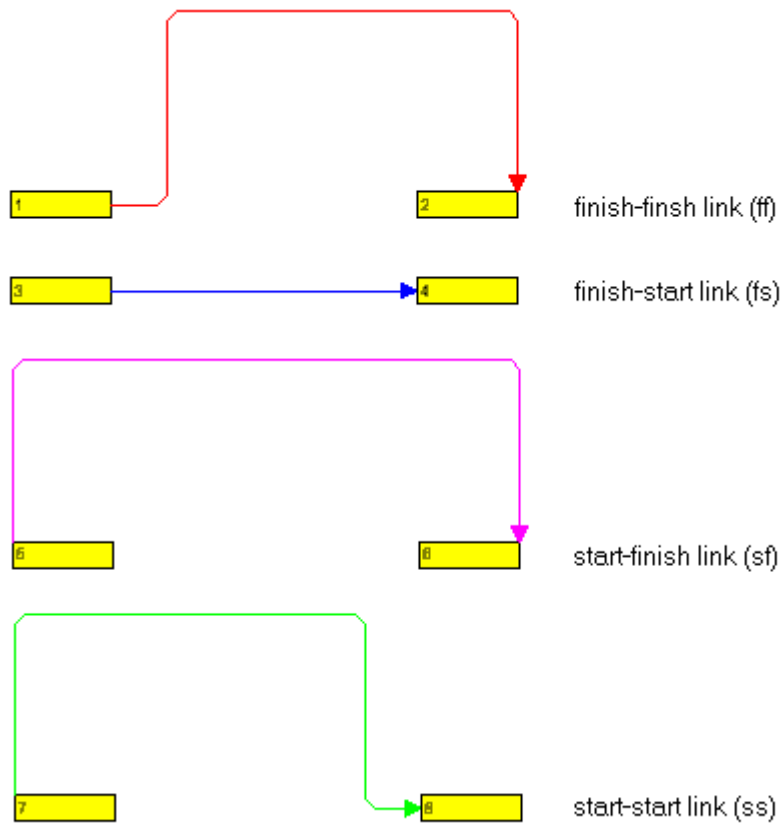 1 2 finish-finsh link (ff)
3 4 finish-start link (fs)
5 6 start-finish link (sf)
7 8 start-start link (ss)